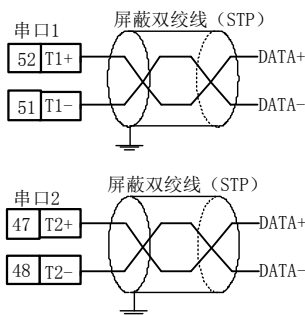 串口1
屏蔽双绞线（STP）
52 T1+ DATA+
51 T1- DATA-
串口2
屏蔽双绞线（STP）
47 T2+ DATA+
48 T2- DATA-